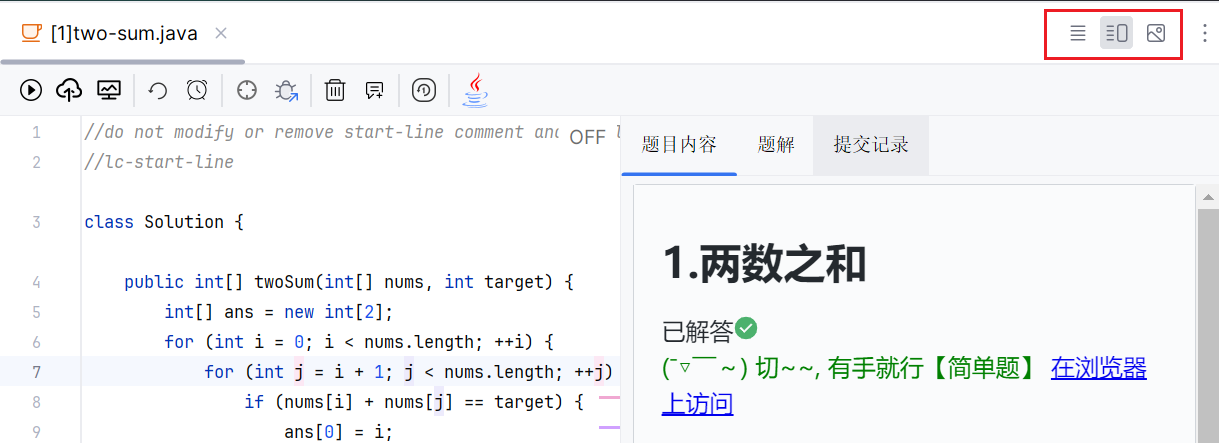 [1]two-sum.java
1 //do not modify or remove start-line comment an OFF
2 //lc-start-line
3 class Solution {
4 public int[] twoSum(int[] nums, int target) {
5 int[] ans = new int[2];
6 for (int i = 0; i < nums.length; ++i) {
7 for (int j = i + 1; j < nums.length; ++j)
8 if (nums[i] + nums[j] == target) {
9 ans[0] = i;
题目内容 题解 提交记录
1.两数之和
已解答
(¯▽¯~) 切~~, 有手就行【简单题】 在浏览器
上访问